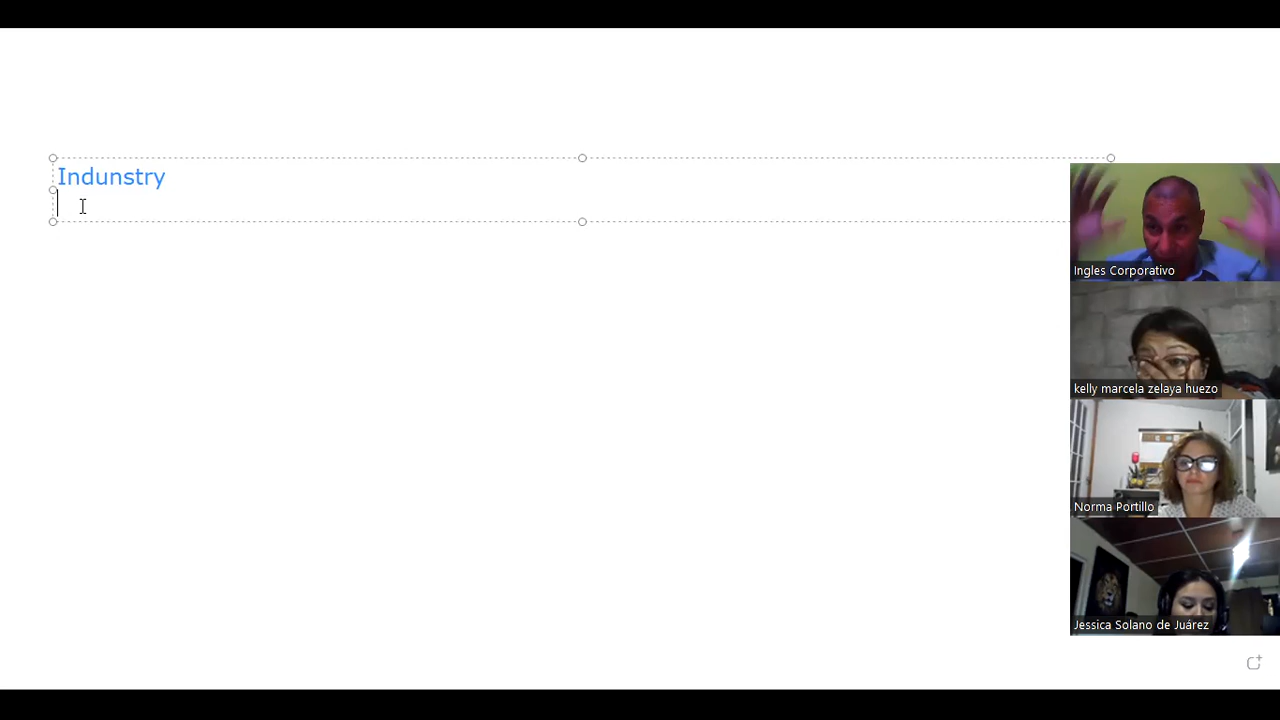 Indunstry
Ingles Corporativo
kelly marcela zelaya huezo
Norma Portillo
Jessica Solano de Juárez